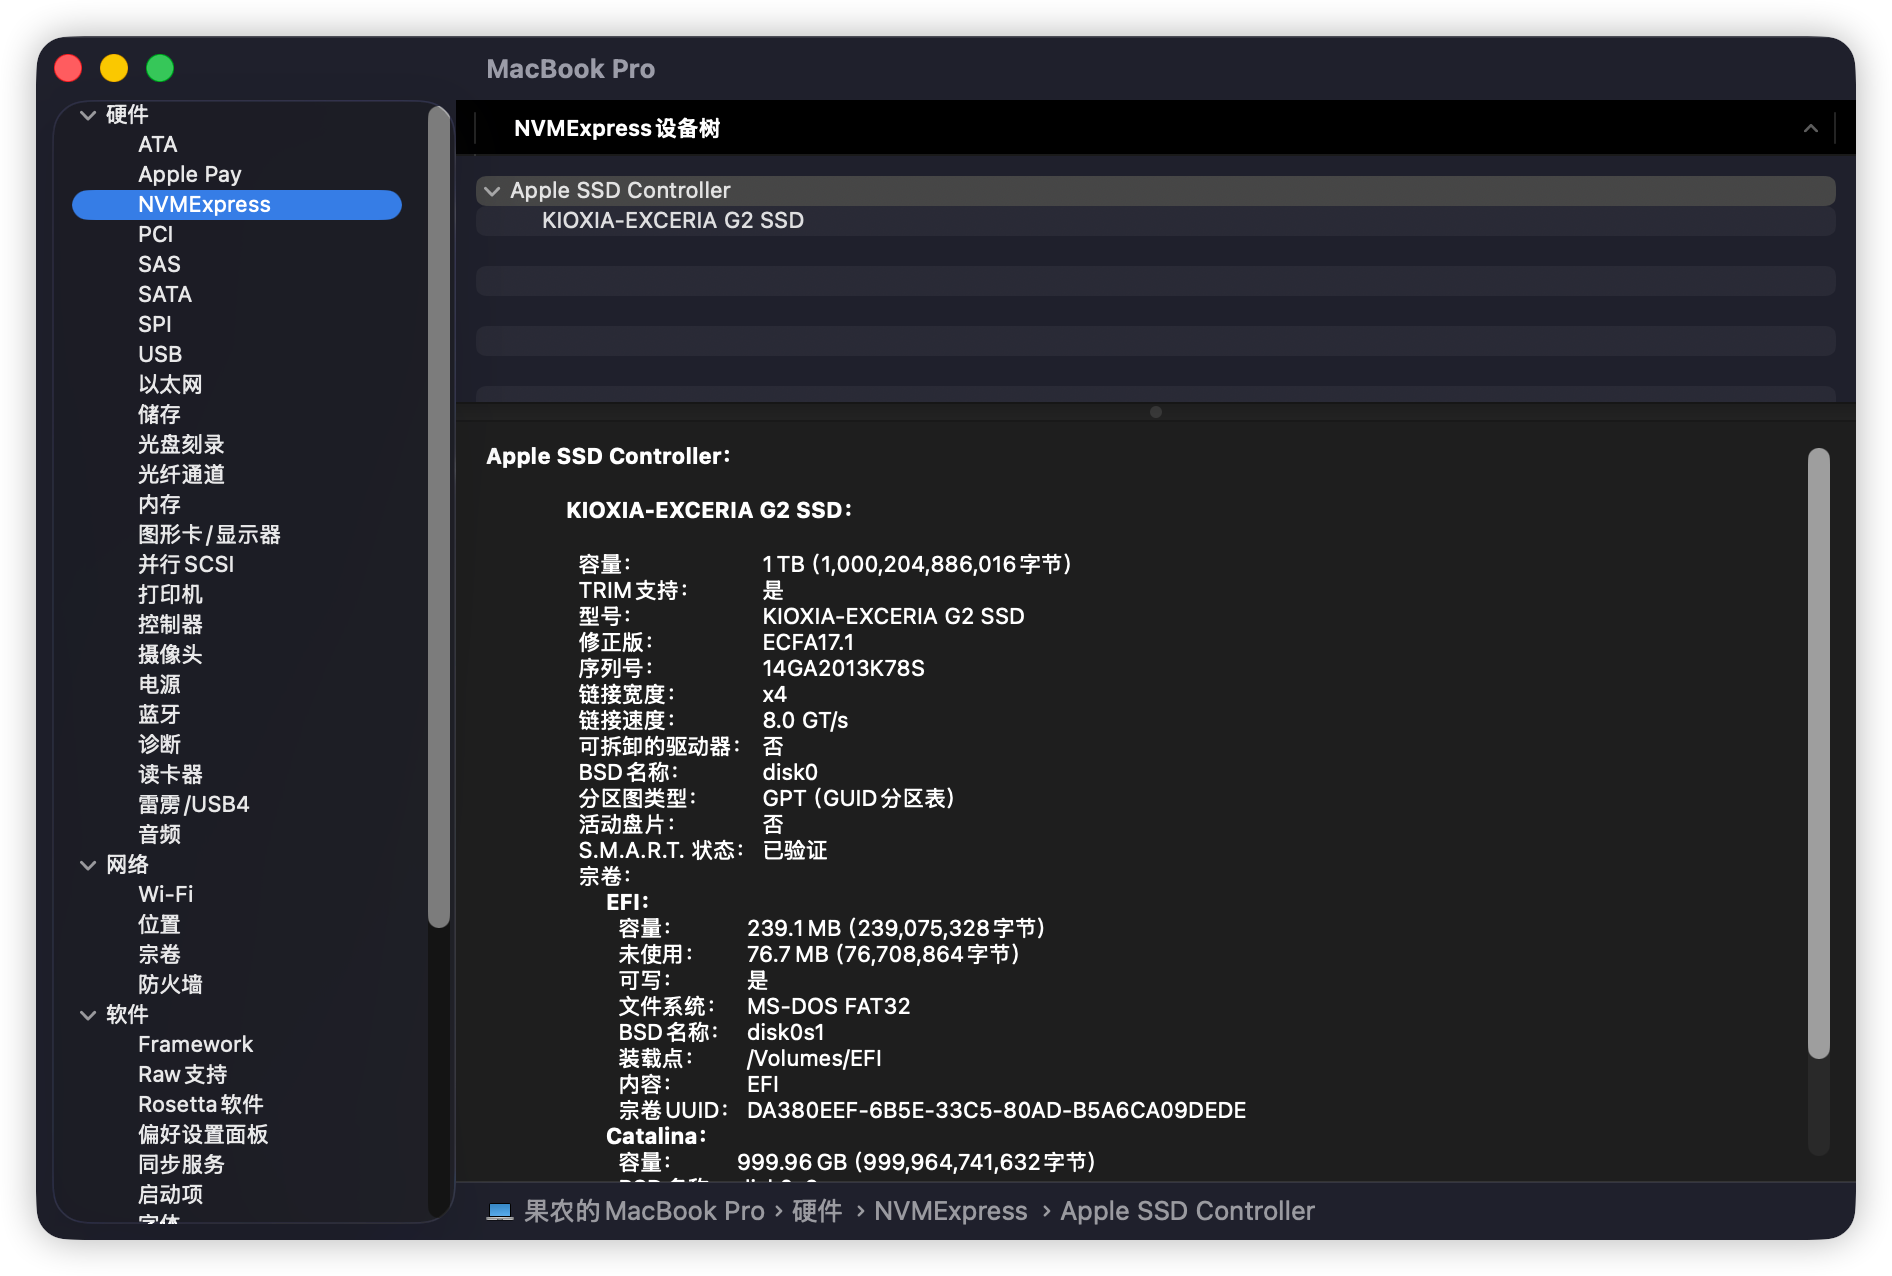 MacBook Pro
硬件
ATA
Apple Pay
NVMExpress
PCI
SAS
SATA
SPI
USB
以太网
储存
光盘刻录
光纤通道
内存
图形卡/显示器
并行SCSI
打印机
控制器
摄像头
电源
蓝牙
诊断
读卡器
雷雳/USB4
音频
网络
Wi-Fi
位置
宗卷
防火墙
软件
Framework
Raw支持
Rosetta软件
偏好设置面板
同步服务
启动项
字体
NVMExpress设备树
Apple SSD Controller
KIOXIA-EXCERIA G2 SSD
Apple SSD Controller：
KIOXIA-EXCERIA G2 SSD：
容量： 1 TB (1,000,204,886,016字节)
TRIM支持： 是
型号： KIOXIA-EXCERIA G2 SSD
修正版： ECFA17.1
序列号： 14GA2013K78S
链接宽度： x4
链接速度： 8.0 GT/s
可拆卸的驱动器： 否
BSD名称： disk0
分区图类型： GPT (GUID分区表)
活动盘片： 否
S.M.A.R.T. 状态： 已验证
宗卷：
EFI：
容量： 239.1 MB (239,075,328字节)
未使用： 76.7 MB (76,708,864字节)
可写： 是
文件系统： MS-DOS FAT32
BSD名称： disk0s1
装载点： /Volumes/EFI
内容： EFI
宗卷UUID： DA380EEF-6B5E-33C5-80AD-B5A6CA09DEDE
Catalina：
容量： 999.96 GB (999,964,741,632字节)
果农的MacBook Pro › 硬件 › NVMExpress › Apple SSD Controller